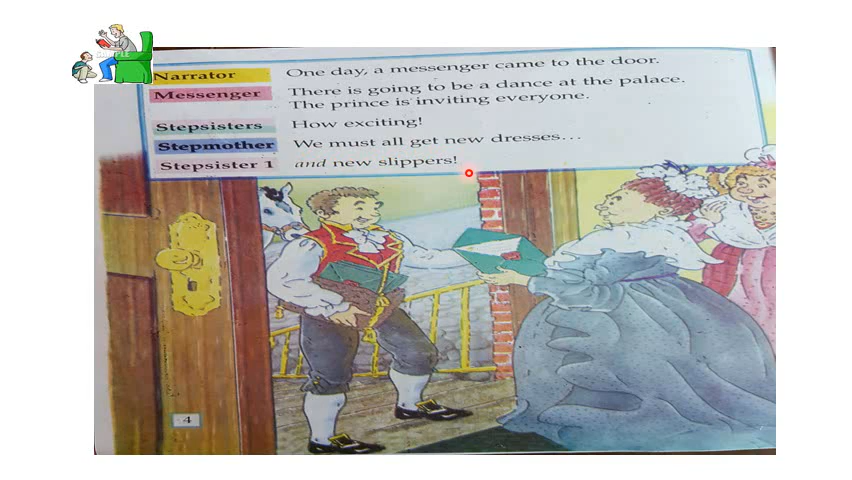 Narrator One day, a messenger came to the door.
Messenger There is going to be a dance at the palace.
The prince is inviting everyone.
Stepsisters How exciting!
Stepmother We must all get new dresses...
Stepsister 1 and new slippers!
4